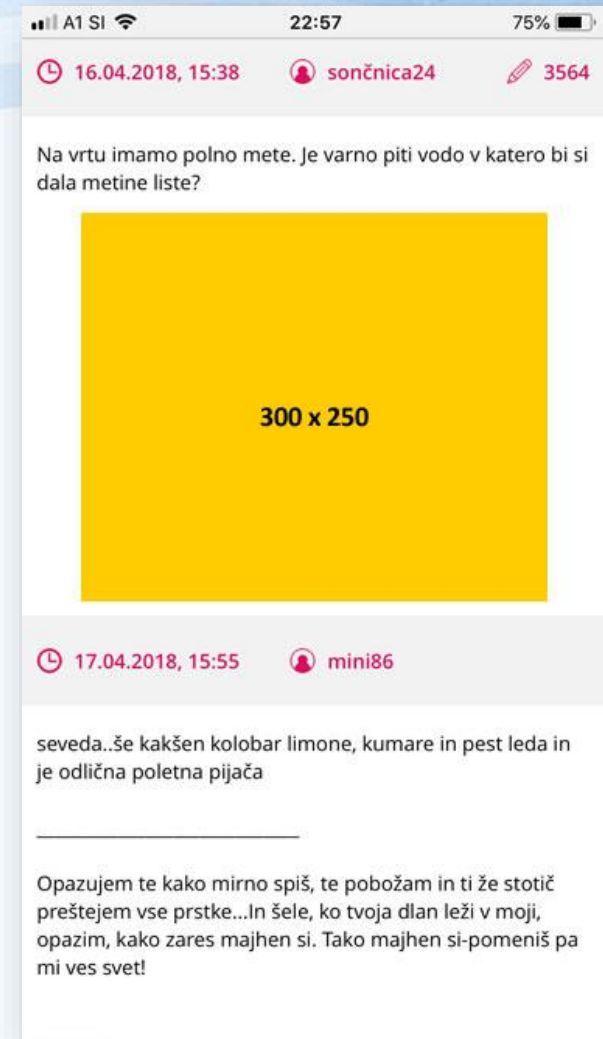 A1 SI 22:57 75%
16.04.2018, 15:38 sončnica24 3564
Na vrtu imamo polno mete. Je varno piti vodo v katero bi si
dala metine liste?
300 x 250
17.04.2018, 15:55 mini86
seveda..še kakšen kolobar limone, kumare in pest leda in
je odlična poletna pijača
Opazujem te kako mirno spiš, te pobožam in ti že stotič
preštejem vse prstke...In šele, ko tvoja dlan leži v moji,
opazim, kako zares majhen si. Tako majhen si-pomeniš pa
mi ves svet!